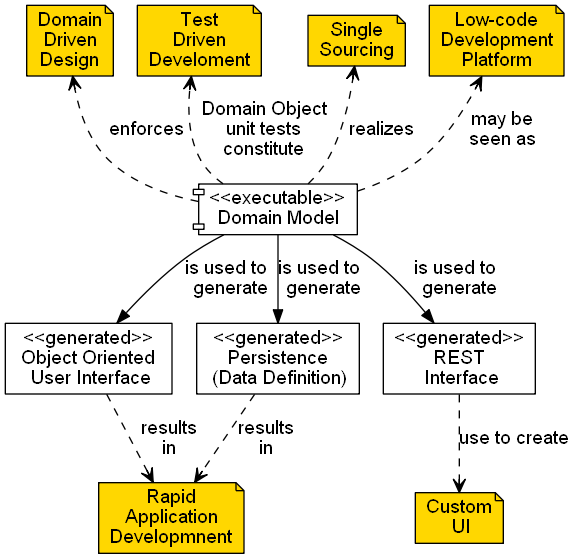 Domain
Driven
Design
Test
Driven
Develoment
Single
Sourcing
Low-code
Development
Platform
enforces
Domain Object
unit tests
constitute
realizes
may be
seen as
<<executable>>
Domain Model
is used to
generate
is used to
generate
is used to
generate
<<generated>>
Object Oriented
User Interface
<<generated>>
Persistence
(Data Definition)
<<generated>>
REST
Interface
results
in
results
in
use to create
Rapid
Application
Developmnent
Custom
UI